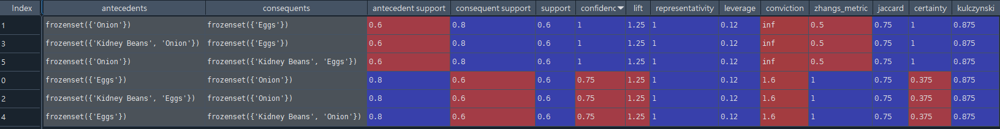 Index antecedents consequents antecedent support consequent support support confidenc lift representativity leverage conviction zhangs_metric jaccard certainty kulczynski
1 frozenset({'Onion'}) frozenset({'Eggs'}) 0.6 0.8 0.6 1 1.25 1 0.12 inf 0.5 0.75 1 0.875
3 frozenset({'Kidney Beans', 'Onion'}) frozenset({'Eggs'}) 0.6 0.8 0.6 1 1.25 1 0.12 inf 0.5 0.75 1 0.875
5 frozenset({'Onion'}) frozenset({'Kidney Beans', 'Eggs'}) 0.6 0.8 0.6 1 1.25 1 0.12 inf 0.5 0.75 1 0.875
0 frozenset({'Eggs'}) frozenset({'Onion'}) 0.8 0.6 0.6 0.75 1.25 1 0.12 1.6 1 0.75 0.375 0.875
2 frozenset({'Kidney Beans', 'Eggs'}) frozenset({'Onion'}) 0.8 0.6 0.6 0.75 1.25 1 0.12 1.6 1 0.75 0.375 0.875
4 frozenset({'Eggs'}) frozenset({'Kidney Beans', 'Onion'}) 0.8 0.6 0.6 0.75 1.25 1 0.12 1.6 1 0.75 0.375 0.875